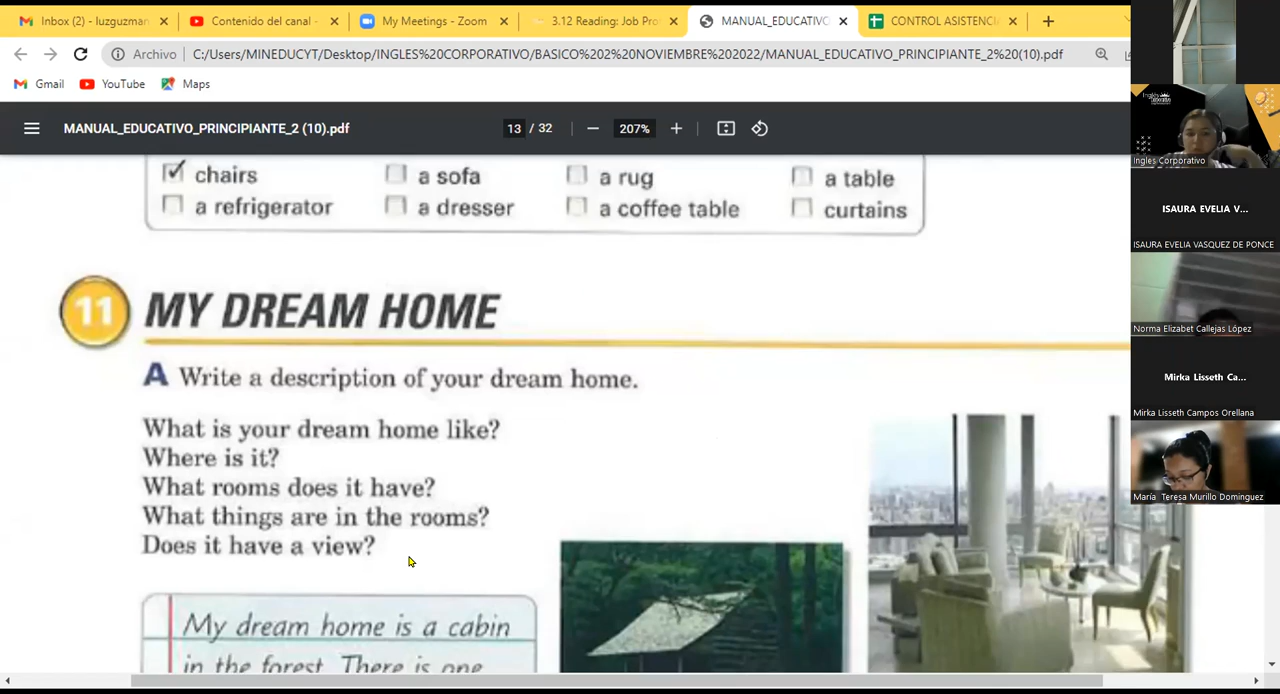 Inbox (2) - luzguzman
Contenido del canal -
My Meetings - Zoom
3.12 Reading: Job Pro
MANUAL_EDUCATIVO
CONTROL ASISTENCI
Archivo
C:/Users/MINEDUCYT/Desktop/INGLES%20CORPORATIVO/BASICO%202%20NOVIEMBRE%202022/MANUAL_EDUCATIVO_PRINCIPIANTE_2%20(10).pdf
Gmail YouTube Maps
MANUAL_EDUCATIVO_PRINCIPIANTE_2 (10).pdf
13 / 32
207%
chairs a sofa a rug a table
a refrigerator a dresser a coffee table curtains
11 MY DREAM HOME
A Write a description of your dream home.
What is your dream home like?
Where is it?
What rooms does it have?
What things are in the rooms?
Does it have a view?
My dream home is a cabin
in the forest. There is one
Ingles Corporativo
ISAURA EVELIA V...
ISAURA EVELIA VASQUEZ DE PONCE
Norma Elizabet Callejas López
Mirka Lisseth Ca...
Mirka Lisseth Campos Orellana
María Teresa Murillo Dominguez